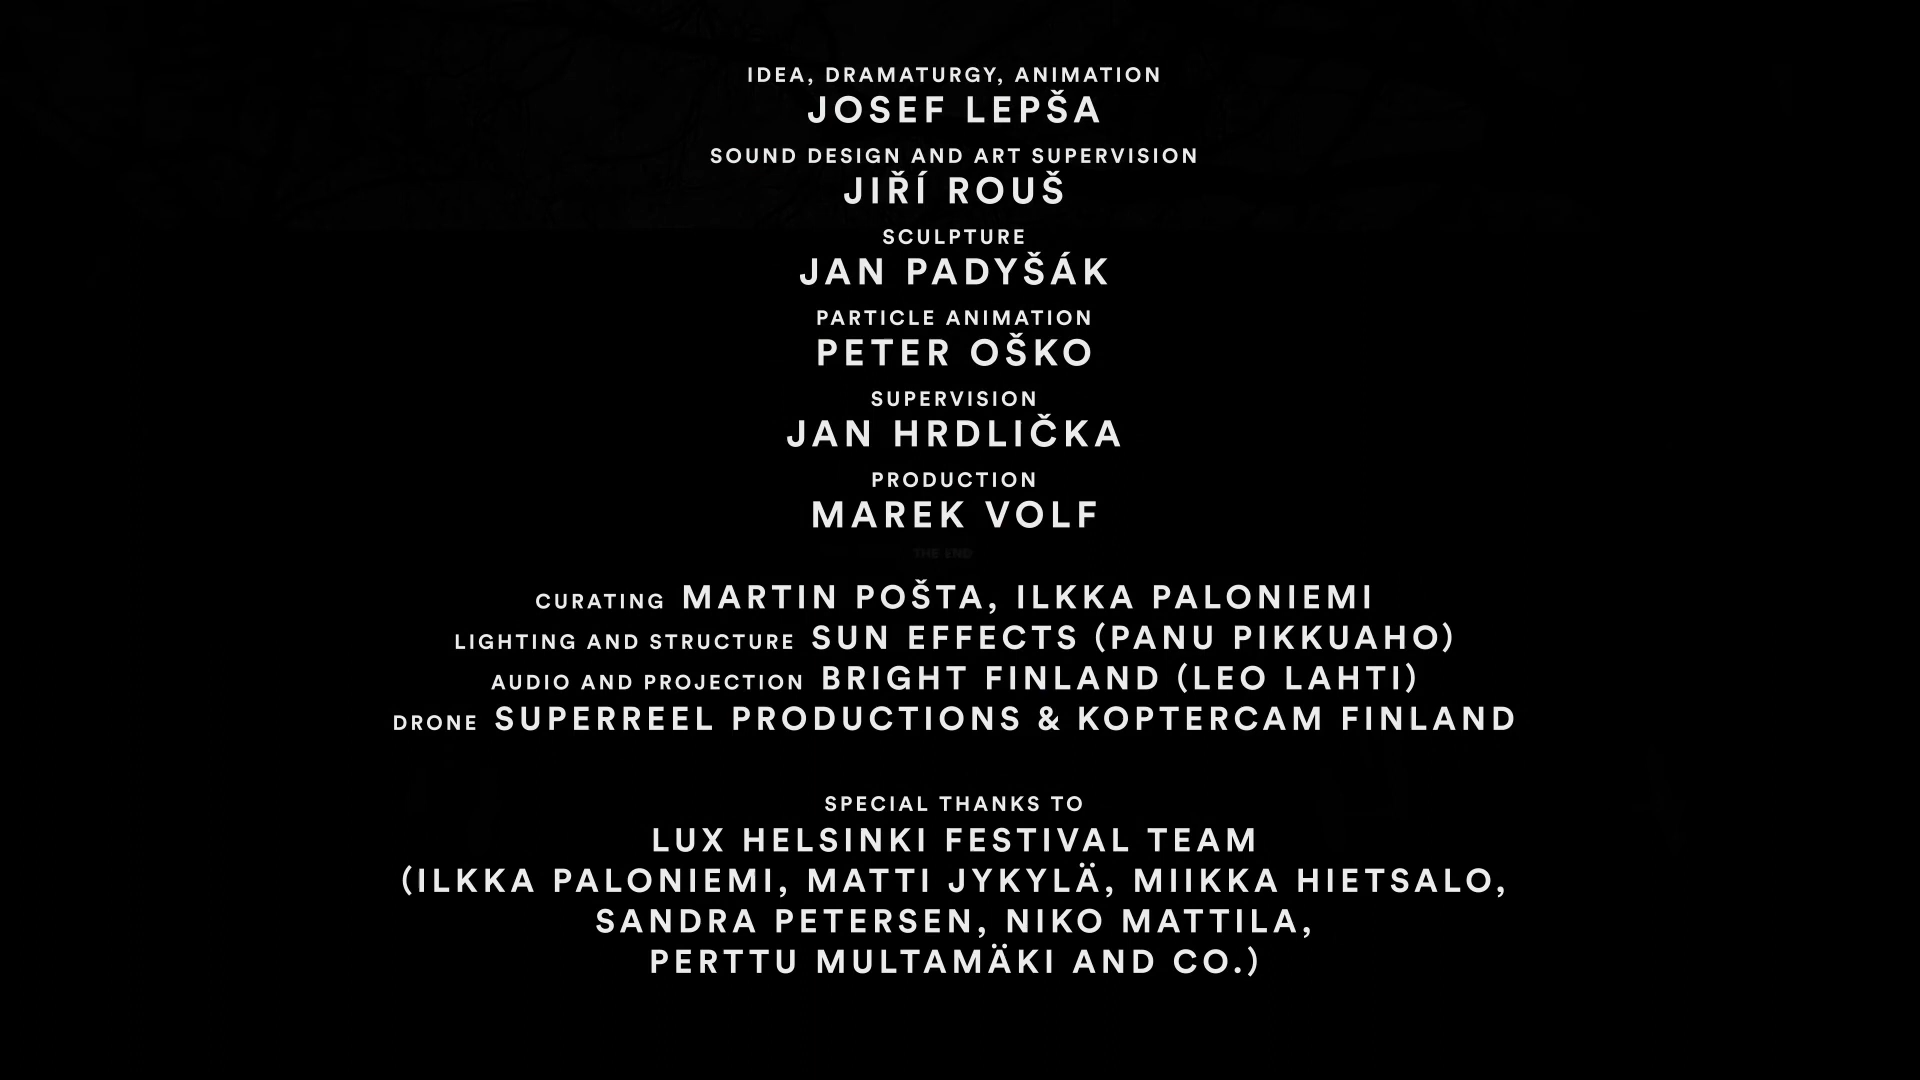 IDEA, DRAMATURGY, ANIMATION
JOSEF LEPŠA
SOUND DESIGN AND ART SUPERVISION
JIŘÍ ROUŠ
SCULPTURE
JAN PADYŠÁK
PARTICLE ANIMATION
PETER OŠKO
SUPERVISION
JAN HRDLIČKA
PRODUCTION
MAREK VOLF
THE END
CURATING MARTIN POŠTA, ILKKA PALONIEMI
LIGHTING AND STRUCTURE SUN EFFECTS (PANU PIKKUAHO)
AUDIO AND PROJECTION BRIGHT FINLAND (LEO LAHTI)
DRONE SUPERREEL PRODUCTIONS & KOPTERCAM FINLAND
SPECIAL THANKS TO
LUX HELSINKI FESTIVAL TEAM
(ILKKA PALONIEMI, MATTI JYKYLÄ, MIIKKA HIETSALO,
SANDRA PETERSEN, NIKO MATTILA,
PERTTU MULTAMÄKI AND CO.)